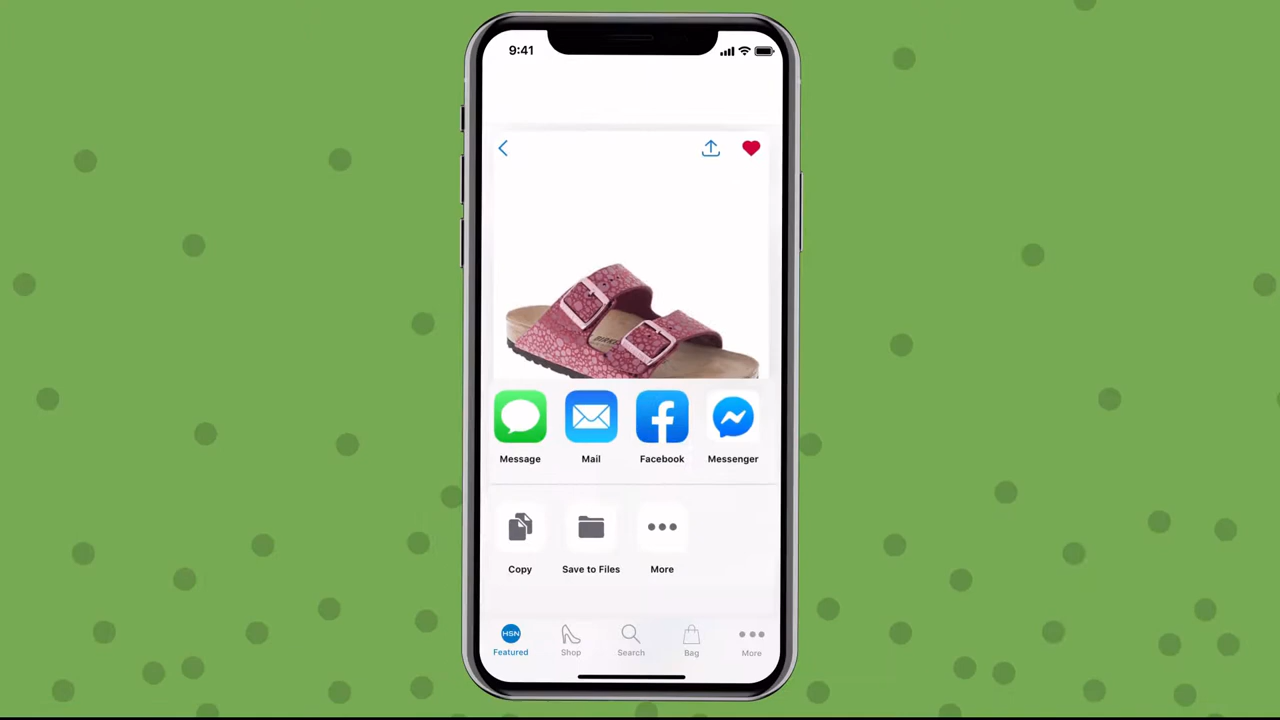 9:41
Message Mail Facebook Messenger
Copy Save to Files More
HSN
Featured Shop Search Bag More